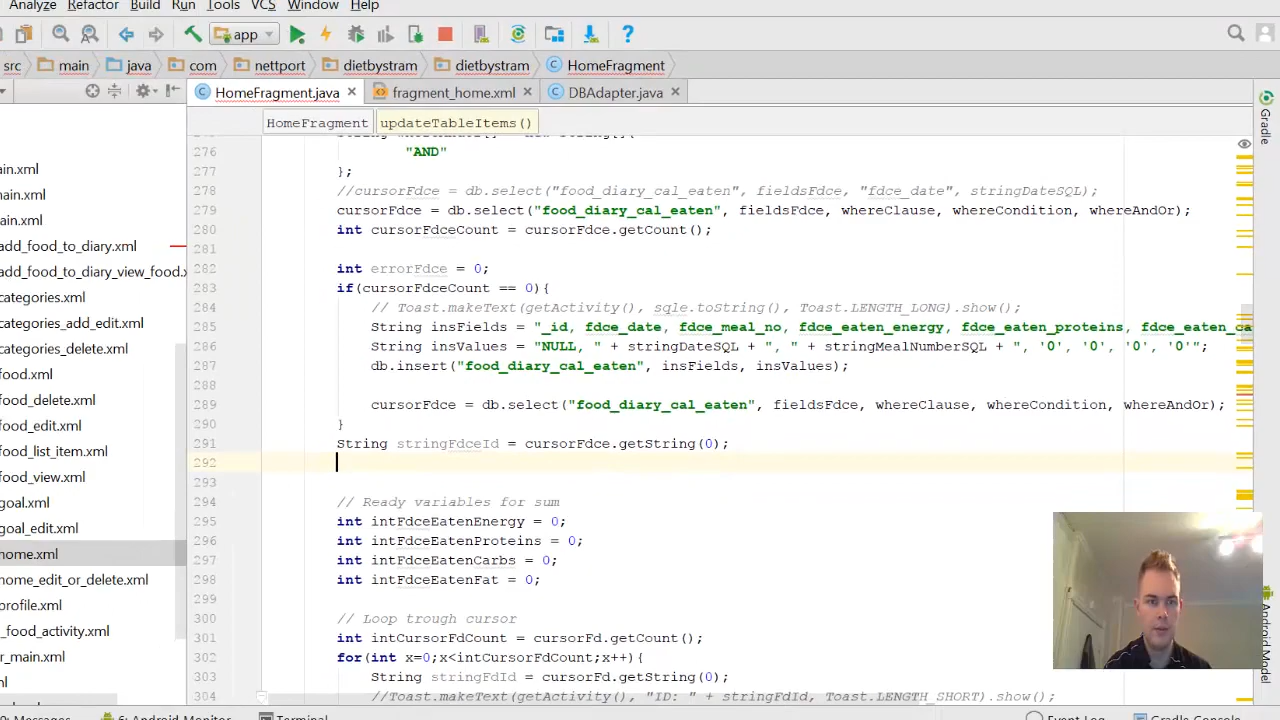 Analyze Refactor Build Run Tools VCS Window Help
app
src main java com nettport dietbystram dietbystram HomeFragment
HomeFragment.java fragment_home.xml DBAdapter.java
HomeFragment updateTableItems()
276 "AND"
277 };
278 //cursorFdce = db.select("food_diary_cal_eaten", fieldsFdce, "fdce_date", stringDateSQL);
279 cursorFdce = db.select("food_diary_cal_eaten", fieldsFdce, whereClause, whereCondition, whereAndOr);
280 int cursorFdceCount = cursorFdce.getCount();
281
282 int errorFdce = 0;
283 if(cursorFdceCount == 0){
284 // Toast.makeText(getActivity(), sqle.toString(), Toast.LENGTH_LONG).show();
285 String insFields = "_id, fdce_date, fdce_meal_no, fdce_eaten_energy, fdce_eaten_proteins, fdce_eaten_ca
286 String insValues = "NULL, " + stringDateSQL + ", " + stringMealNumberSQL + ", '0', '0', '0', '0'";
287 db.insert("food_diary_cal_eaten", insFields, insValues);
288
289 cursorFdce = db.select("food_diary_cal_eaten", fieldsFdce, whereClause, whereCondition, whereAndOr);
290 }
291 String stringFdceId = cursorFdce.getString(0);
292
293
294 // Ready variables for sum
295 int intFdceEatenEnergy = 0;
296 int intFdceEatenProteins = 0;
297 int intFdceEatenCarbs = 0;
298 int intFdceEatenFat = 0;
299
300 // Loop trough cursor
301 int intCursorFdCount = cursorFd.getCount();
302 for(int x=0;x<intCursorFdCount;x++){
303 String stringFdId = cursorFd.getString(0);
304 //Toast.makeText(getActivity(), "ID: " + stringFdId, Toast.LENGTH_SHORT).show();
ain.xml
nain.xml
ain.xml
add_food_to_diary.xml
add_food_to_diary_view_food.x
categories.xml
categories_add_edit.xml
categories_delete.xml
food.xml
food_delete.xml
food_edit.xml
food_list_item.xml
food_view.xml
goal.xml
goal_edit.xml
home.xml
home_edit_or_delete.xml
profile.xml
_food_activity.xml
r_main.xml
ml
Gradle
Android Model
0: Messages 6: Android Monitor Terminal Event Log Gradle Console